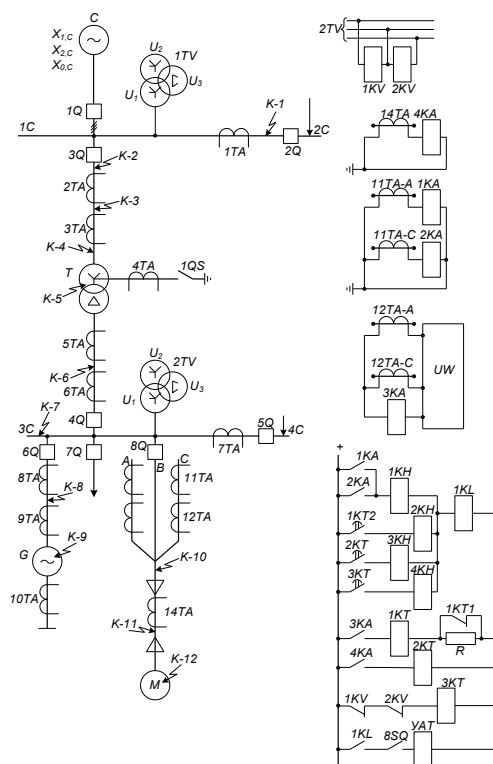 C
X1,C
X2,C
X0,C
U2 1TV
U3
U1
1Q
K-1
1C
2C
1TA
2Q
3Q
K-2
2TA
K-3
3TA
K-4
T
4TA 1QS
K-5
5TA
K-6
6TA
U2 2TV
U3
U1
K-7
4Q
3C
5Q 4C
6Q 7Q 8Q 7TA
A B C
8TA 11TA
K-8
9TA 12TA
G K-9
K-10
10TA
14TA
K-11
K-12
M
2TV
1KV 2KV
14TA 4KA
11TA-A 1KA
11TA-C 2KA
12TA-A
UW
12TA-C
3KA
+
1KA
1KH 1KL
2KA
1KT2 2KH
2KT 3KH
3KT 4KH
1KT 1KT1
3KA
R
4KA 2KT
3KT
1KV 2KV
1KL 8SQ УАТ